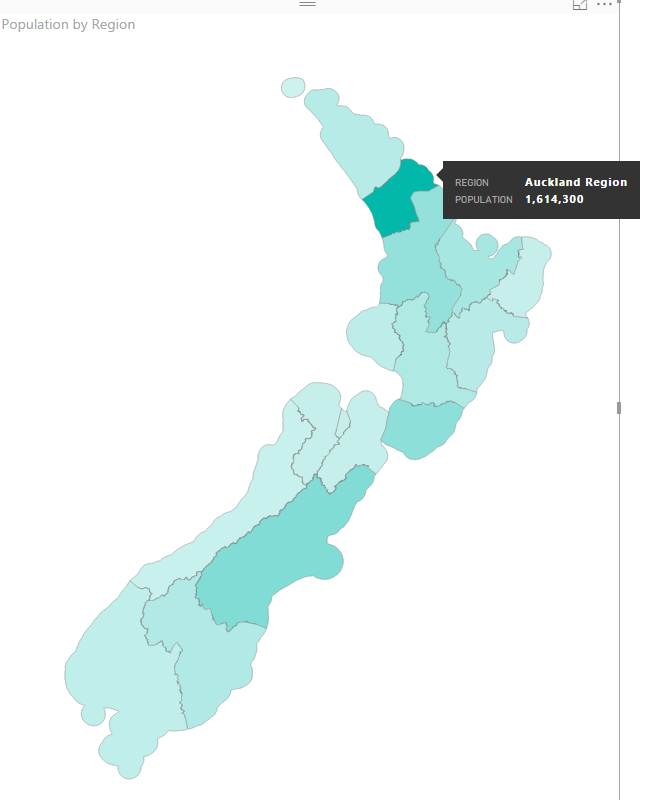 Population by Region
REGION Auckland Region
POPULATION 1,614,300